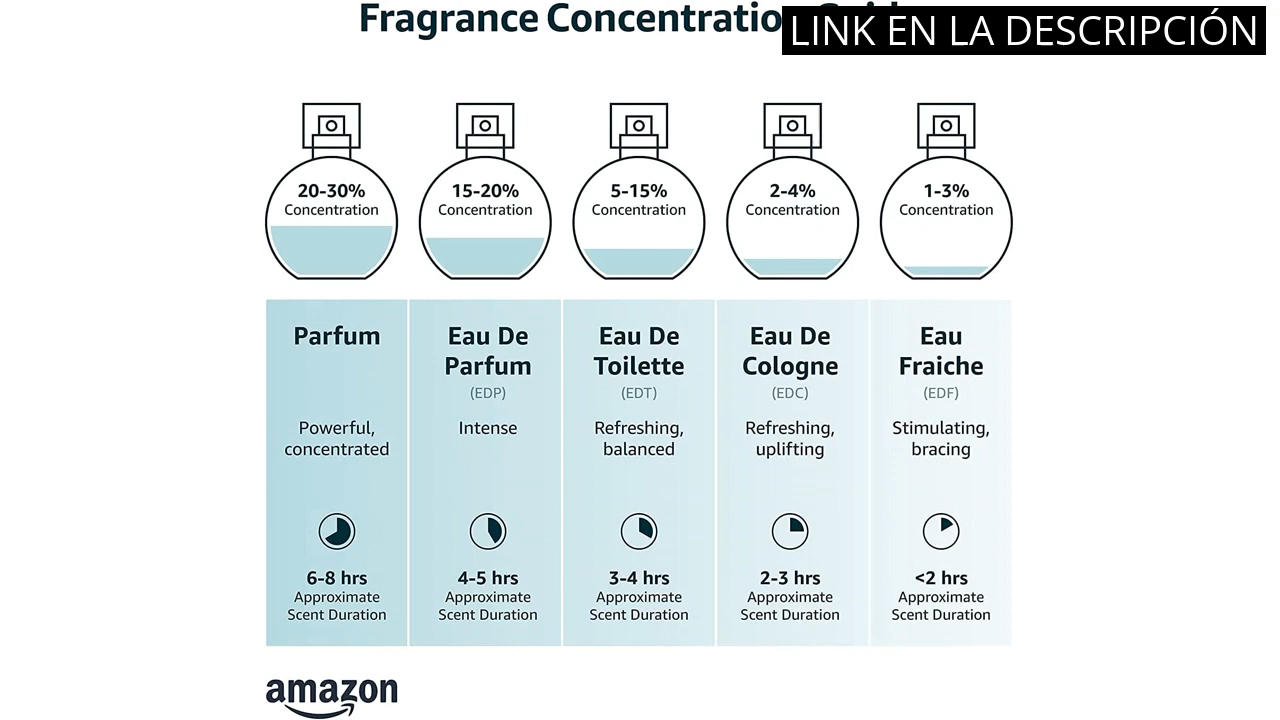 Fragrance Concentration
LINK EN LA DESCRIPCIÓN
20-30%
Concentration
15-20%
Concentration
5-15%
Concentration
2-4%
Concentration
1-3%
Concentration
Parfum
Powerful,
concentrated
6-8 hrs
Approximate
Scent Duration
Eau De
Parfum
(EDP)
Intense
4-5 hrs
Approximate
Scent Duration
Eau De
Toilette
(EDT)
Refreshing,
balanced
3-4 hrs
Approximate
Scent Duration
Eau De
Cologne
(EDC)
Refreshing,
uplifting
2-3 hrs
Approximate
Scent Duration
Eau
Fraiche
(EDF)
Stimulating,
bracing
<2 hrs
Approximate
Scent Duration
amazon